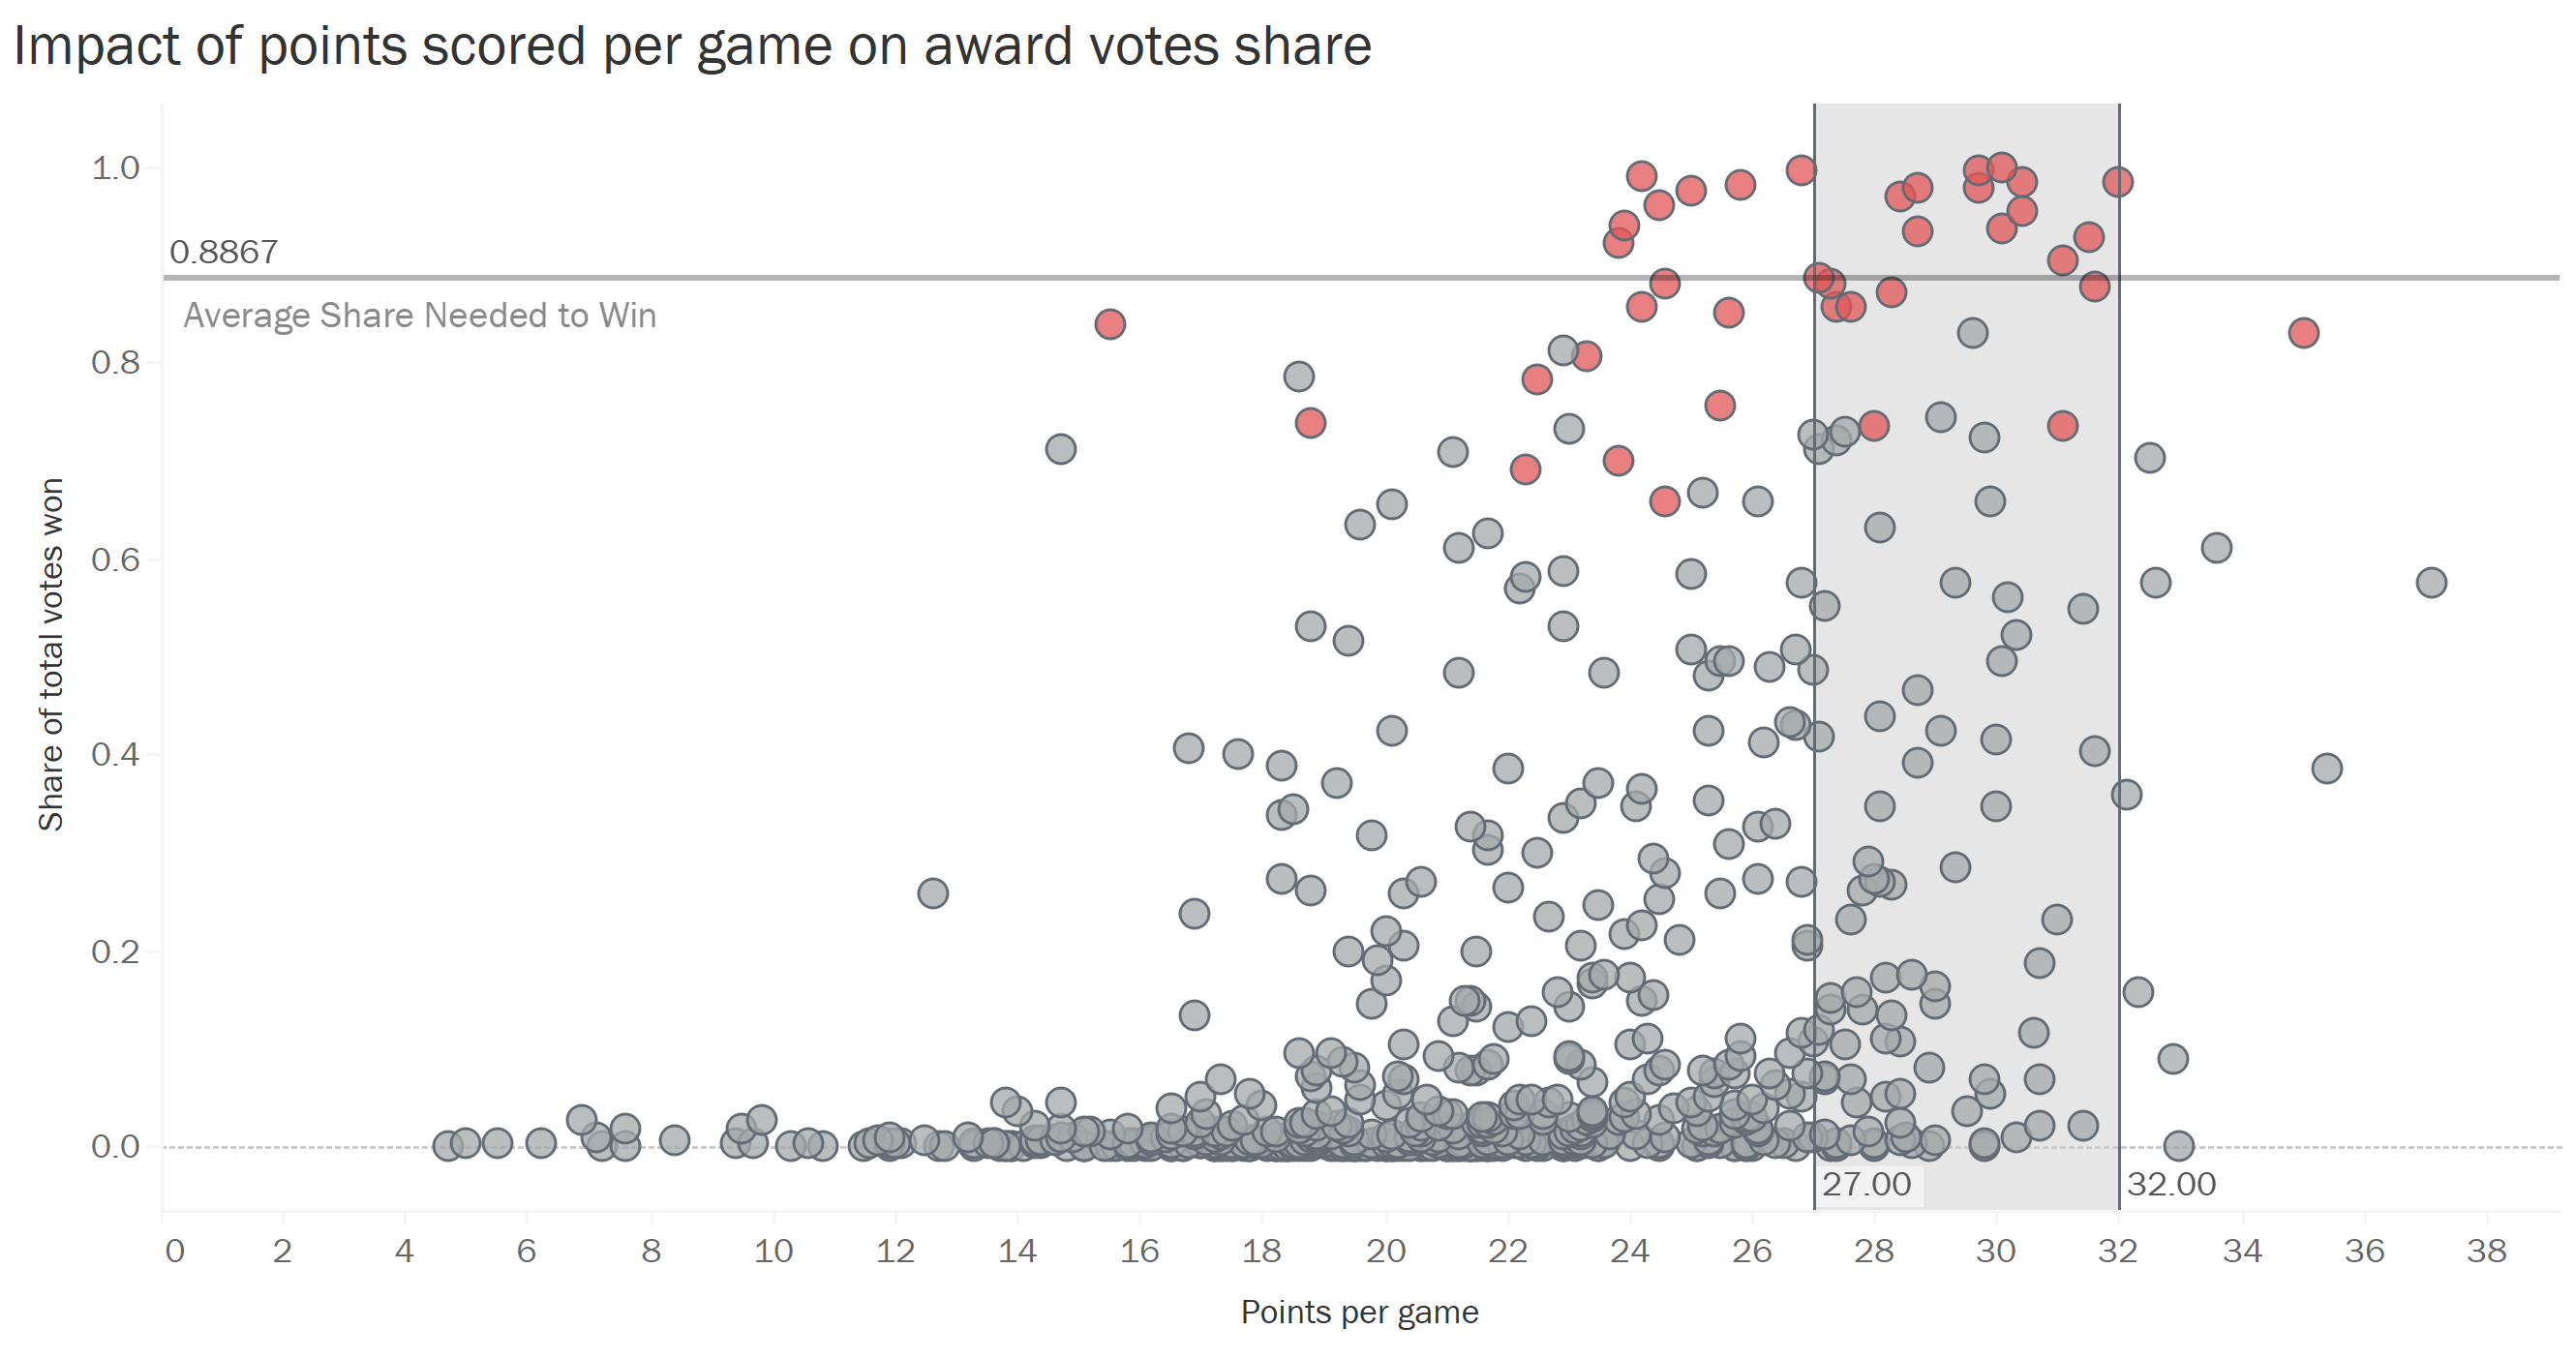 Impact of points scored per game on award votes share
1.0
0.8867
Average Share Needed to Win
0.8
0.6
0.4
0.2
0.0
Share of total votes won
27.00
32.00
0 2 4 6 8 10 12 14 16 18 20 22 24 26 28 30 32 34 36 38
Points per game